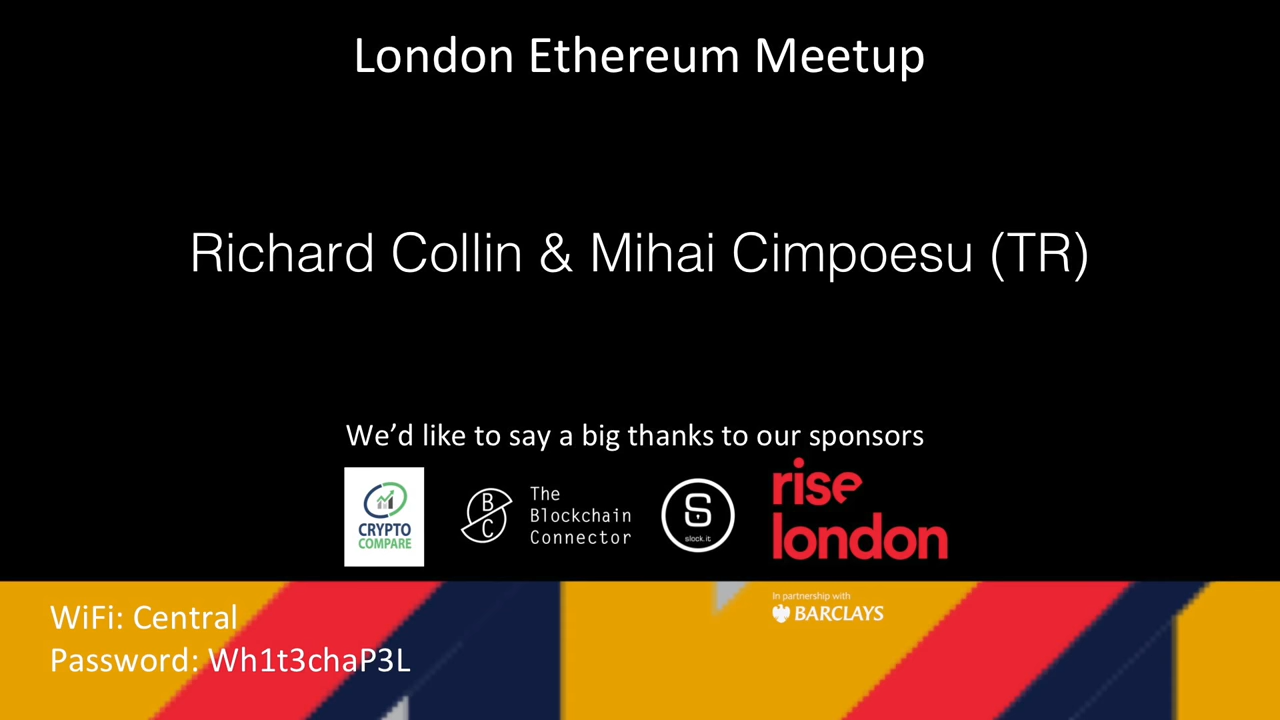 London Ethereum Meetup
Richard Collin & Mihai Cimpoesu (TR)
We’d like to say a big thanks to our sponsors
CRYPTO
COMPARE
BC
The
Blockchain
Connector
S
slock.it
rise
london
In partnership with
BARCLAYS
WiFi: Central
Password: Wh1t3chaP3L